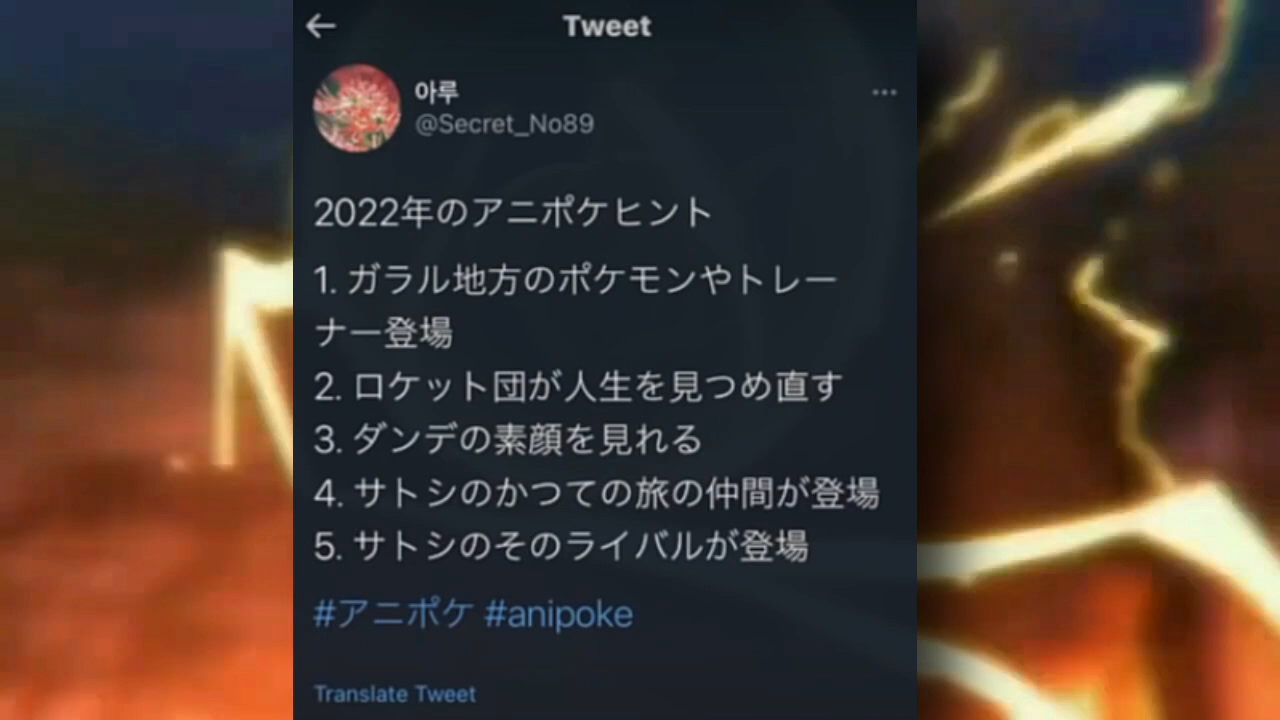 Tweet
아루
@Secret_No89
2022年のアニポケヒント
1. ガラル地方のポケモンやトレー
ナー登場
2. ロケット団が人生を見つめ直す
3. ダンデの素顔を見れる
4. サトシのかつての旅の仲間が登場
5. サトシのそのライバルが登場
#アニポケ #anipoke
Translate Tweet